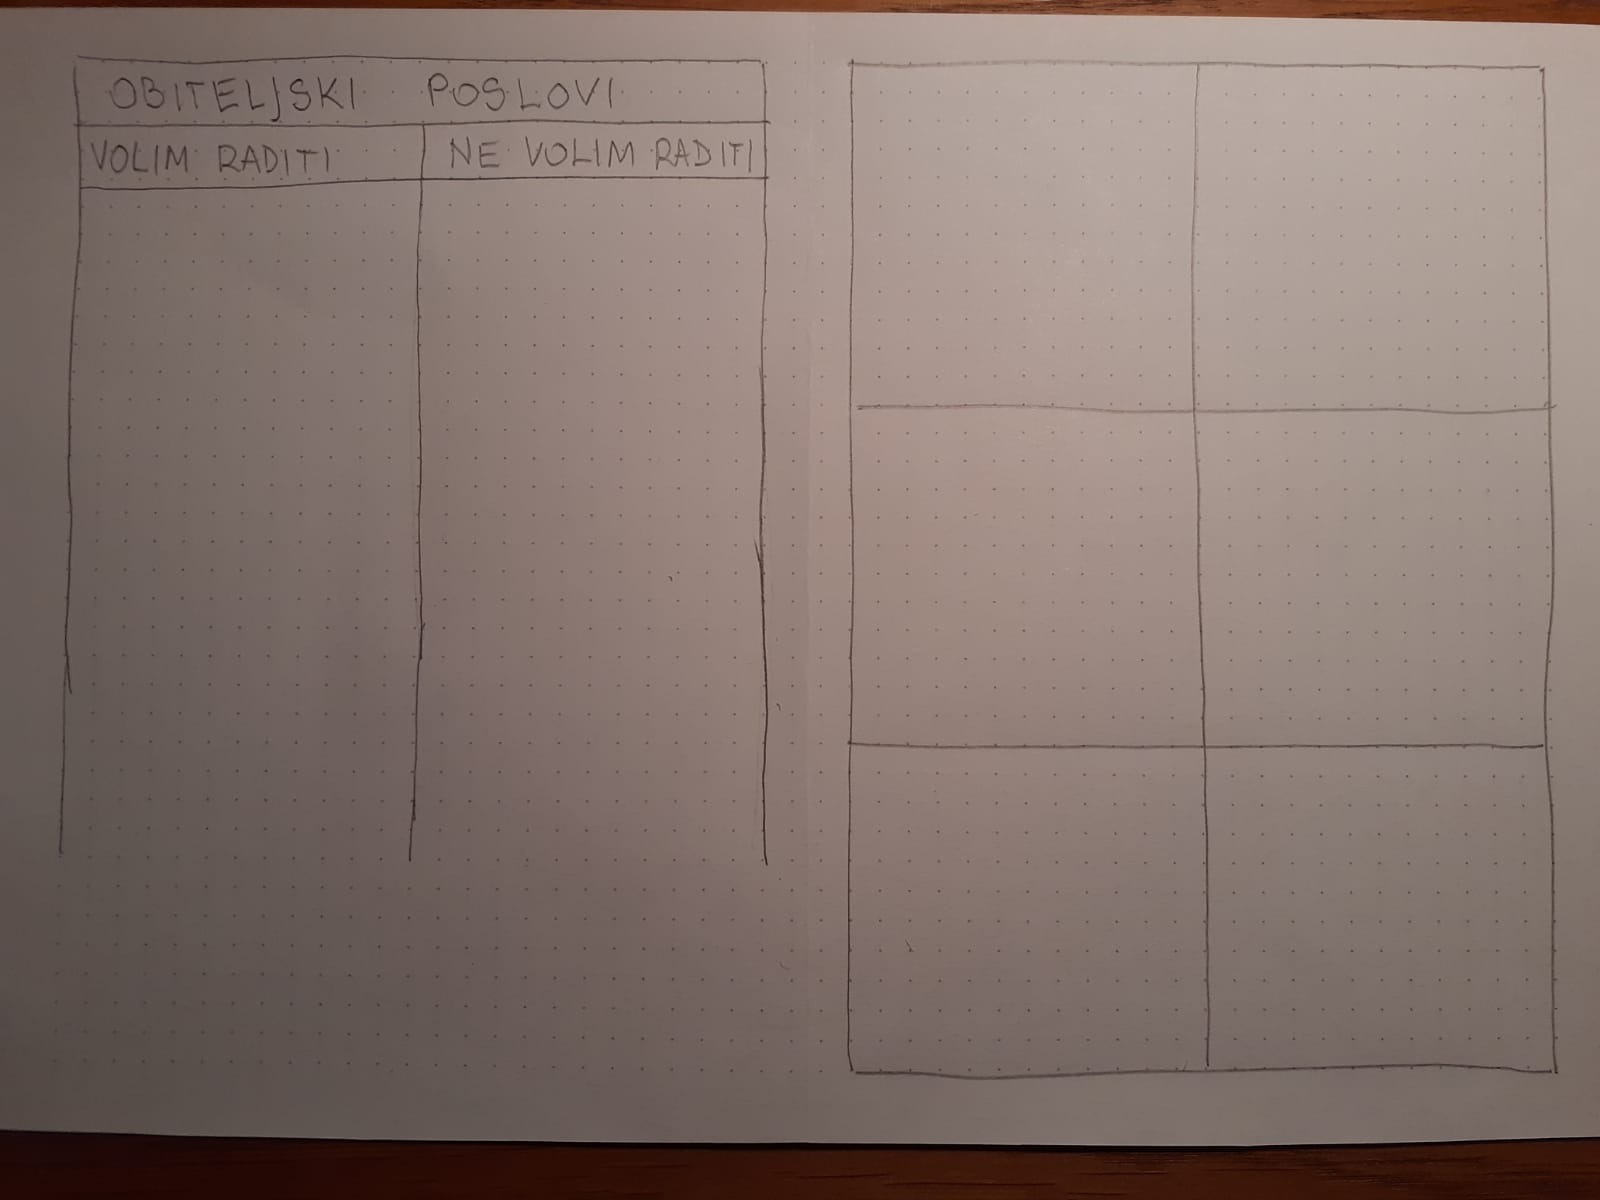 OBITELJSKI POSLOVI
VOLIM RADITI
NE VOLIM RADITI